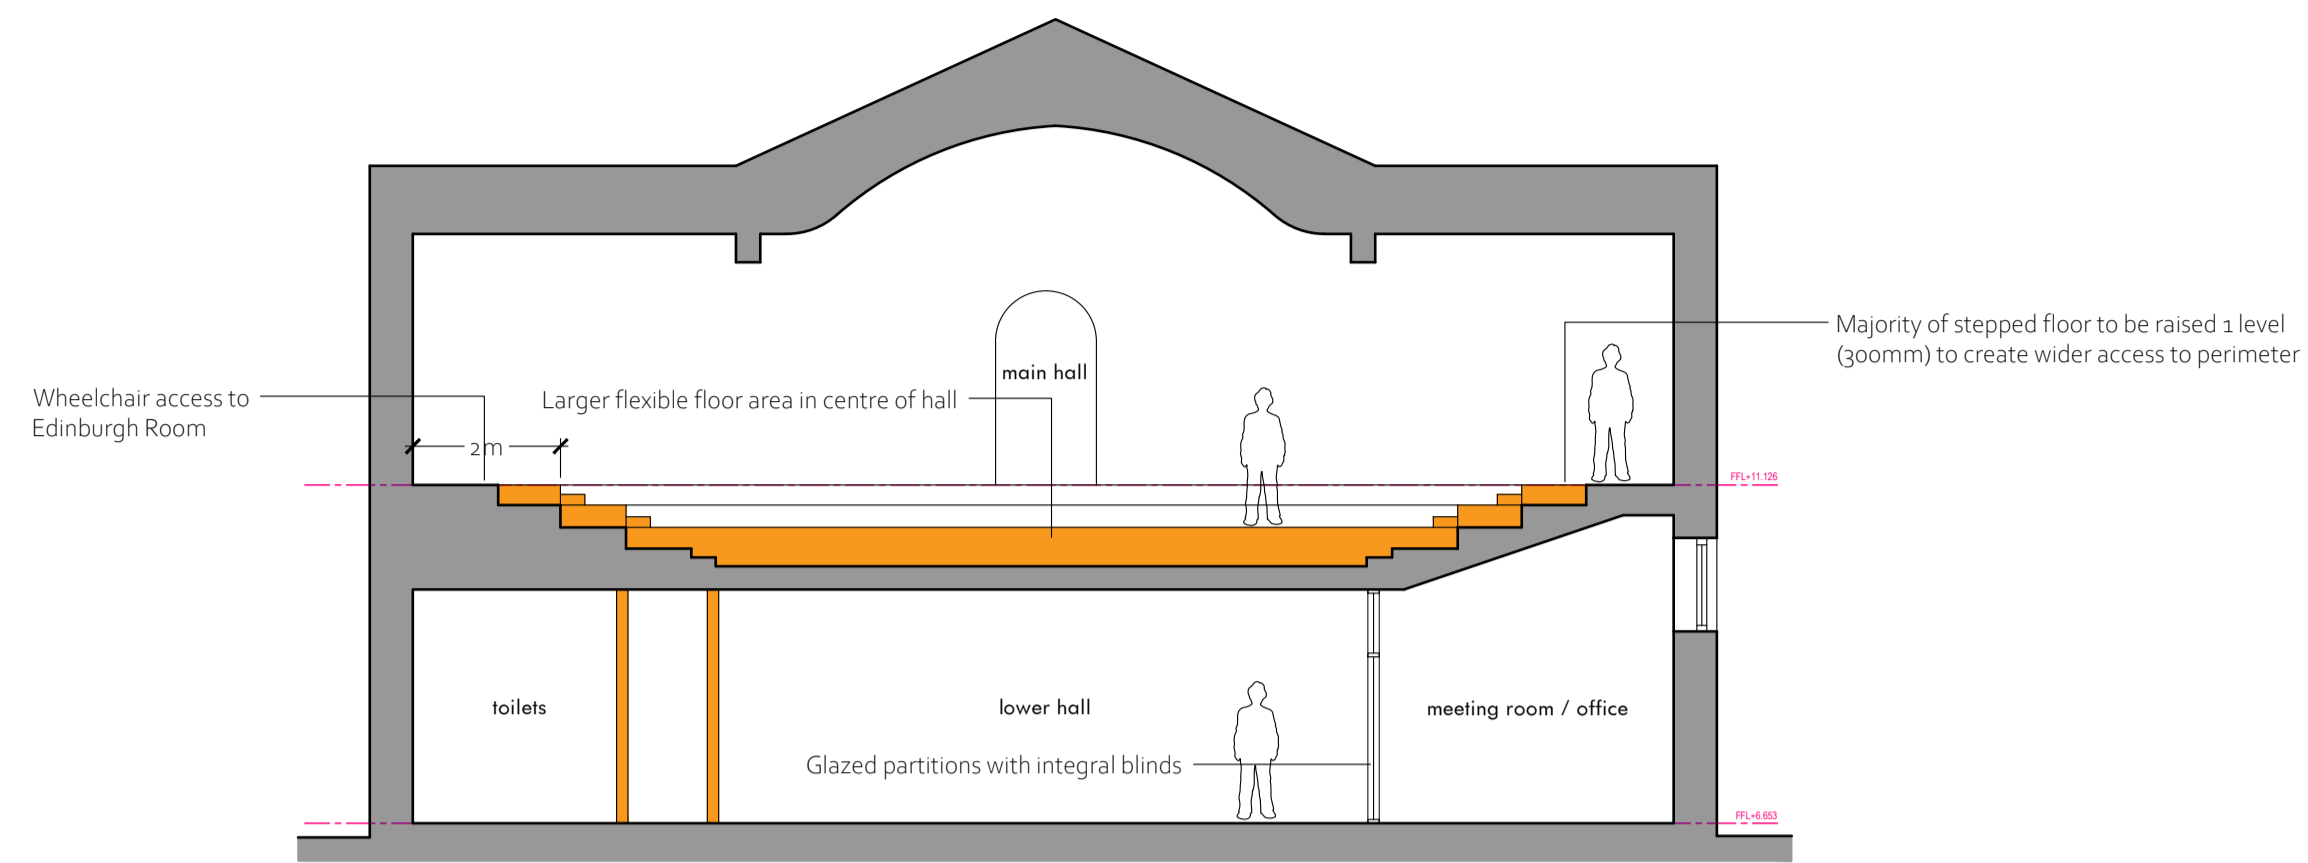 main hall
Majority of stepped floor to be raised 1 level
(300mm) to create wider access to perimeter
Wheelchair access to
Edinburgh Room
Larger flexible floor area in centre of hall
2m
FFL+11.126
toilets
lower hall
meeting room / office
Glazed partitions with integral blinds
FFL+6.653